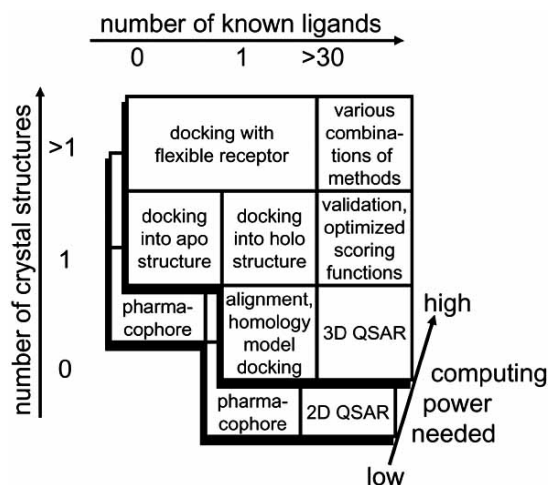 number of known ligands
0 1 >30
number of crystal structures
>1
docking with
flexible receptor
various
combina-
tions of
methods
1
docking
into apo
structure
docking
into holo
structure
validation,
optimized
scoring
functions
0
pharma-
cophore
alignment,
homology
model
docking
3D QSAR
pharma-
cophore
2D QSAR
high
computing
power
needed
low